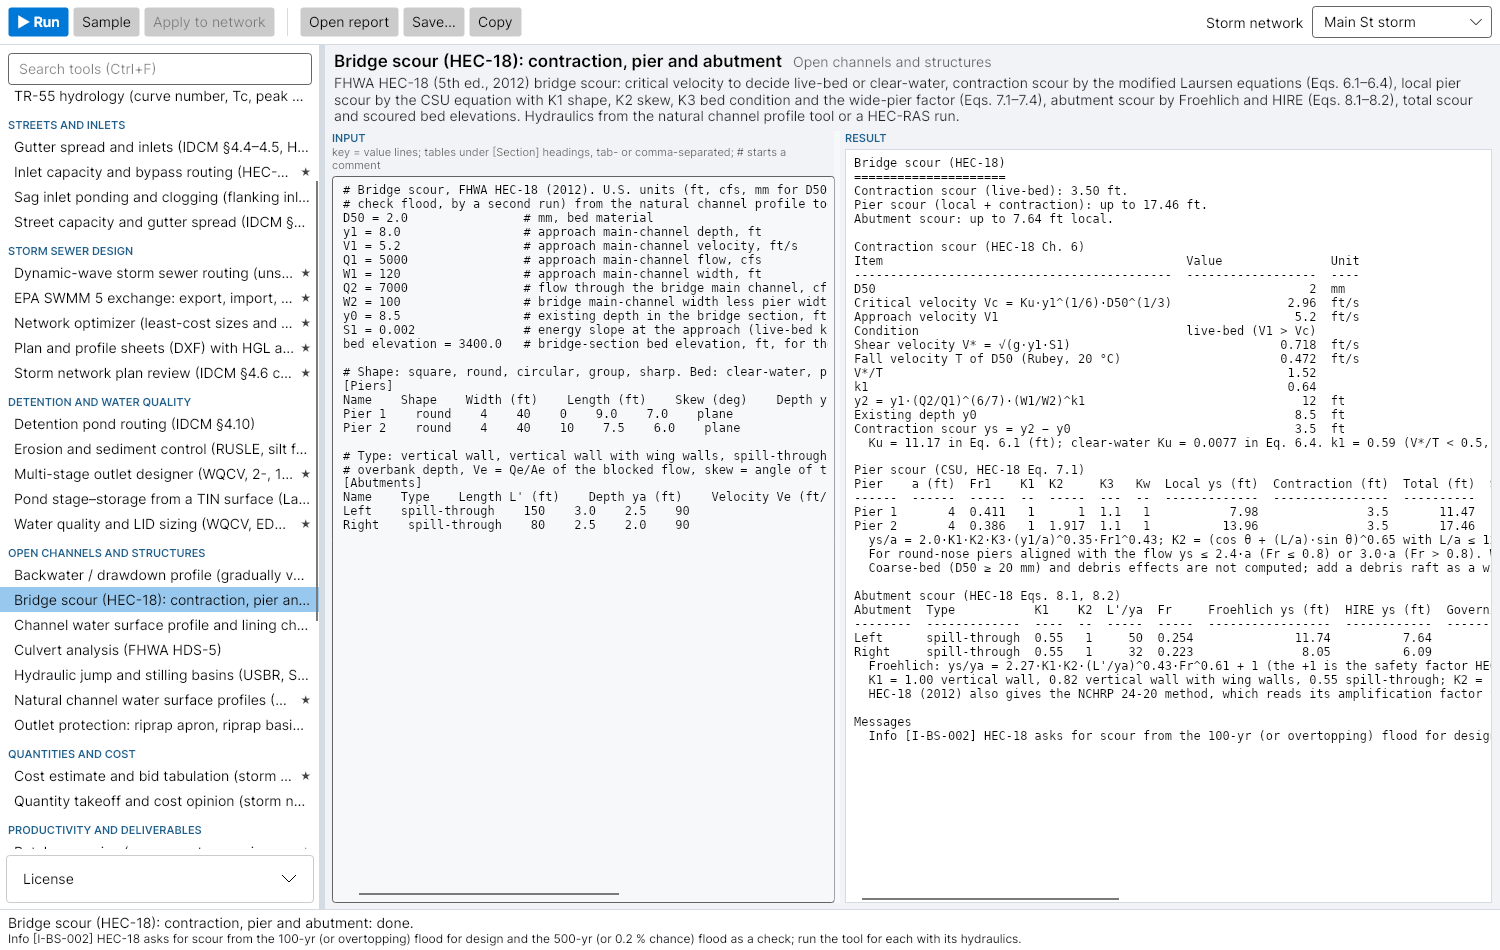 Run
Sample
Apply to network
Open report
Save...
Copy
Storm network
Main St storm
Search tools (Ctrl+F)
TR-55 hydrology (curve number, Tc, peak ...
STREETS AND INLETS
Gutter spread and inlets (IDCM §4.4–4.5, H...
Inlet capacity and bypass routing (HEC-... ★
Sag inlet ponding and clogging (flanking inl...
Street capacity and gutter spread (IDCM §...
STORM SEWER DESIGN
Dynamic-wave storm sewer routing (uns... ★
EPA SWMM 5 exchange: export, import, ... ★
Network optimizer (least-cost sizes and ... ★
Plan and profile sheets (DXF) with HGL a... ★
Storm network plan review (IDCM §4.6 c... ★
DETENTION AND WATER QUALITY
Detention pond routing (IDCM §4.10)
Erosion and sediment control (RUSLE, silt f...
Multi-stage outlet designer (WQCV, 2-, 1... ★
Pond stage–storage from a TIN surface (La...
Water quality and LID sizing (WQCV, ED... ★
OPEN CHANNELS AND STRUCTURES
Backwater / drawdown profile (gradually v...
Bridge scour (HEC-18): contraction, pier an...
Channel water surface profile and lining ch...
Culvert analysis (FHWA HDS-5)
Hydraulic jump and stilling basins (USBR, S...
Natural channel water surface profiles (... ★
Outlet protection: riprap apron, riprap basi...
QUANTITIES AND COST
Cost estimate and bid tabulation (storm ... ★
Quantity takeoff and cost opinion (storm n...
PRODUCTIVITY AND DELIVERABLES
License
Bridge scour (HEC-18): contraction, pier and abutment Open channels and structures
FHWA HEC-18 (5th ed., 2012) bridge scour: critical velocity to decide live-bed or clear-water, contraction scour by the modified Laursen equations (Eqs. 6.1–6.4), local pier
scour by the CSU equation with K1 shape, K2 skew, K3 bed condition and the wide-pier factor (Eqs. 7.1–7.4), abutment scour by Froehlich and HIRE (Eqs. 8.1–8.2), total scour
and scoured bed elevations. Hydraulics from the natural channel profile tool or a HEC-RAS run.
INPUT
key = value lines; tables under [Section] headings, tab- or comma-separated; # starts a
comment
# Bridge scour, FHWA HEC-18 (2012). U.S. units (ft, cfs, mm for D50
# check flood, by a second run) from the natural channel profile to
D50 = 2.0 # mm, bed material
y1 = 8.0 # approach main-channel depth, ft
V1 = 5.2 # approach main-channel velocity, ft/s
Q1 = 5000 # approach main-channel flow, cfs
W1 = 120 # approach main-channel width, ft
Q2 = 7000 # flow through the bridge main channel, cf
W2 = 100 # bridge main-channel width less pier widt
y0 = 8.5 # existing depth in the bridge section, ft
S1 = 0.002 # energy slope at the approach (live-bed k
bed elevation = 3400.0 # bridge-section bed elevation, ft, for th
# Shape: square, round, circular, group, sharp. Bed: clear-water, p
[Piers]
Name Shape Width (ft) Length (ft) Skew (deg) Depth y
Pier 1 round 4 40 0 9.0 7.0 plane
Pier 2 round 4 40 10 7.5 6.0 plane
# Type: vertical wall, vertical wall with wing walls, spill-through
# overbank depth, Ve = Qe/Ae of the blocked flow, skew = angle of t
[Abutments]
Name Type Length L' (ft) Depth ya (ft) Velocity Ve (ft/
Left spill-through 150 3.0 2.5 90
Right spill-through 80 2.5 2.0 90
RESULT
Bridge scour (HEC-18)
=====================
Contraction scour (live-bed): 3.50 ft.
Pier scour (local + contraction): up to 17.46 ft.
Abutment scour: up to 7.64 ft local.
Contraction scour (HEC-18 Ch. 6)
Item Value Unit
-------------------------------------------- ------------------ ----
D50 2 mm
Critical velocity Vc = Ku·y1^(1/6)·D50^(1/3) 2.96 ft/s
Approach velocity V1 5.2 ft/s
Condition live-bed (V1 > Vc)
Shear velocity V* = √(g·y1·S1) 0.718 ft/s
Fall velocity T of D50 (Rubey, 20 °C) 0.472 ft/s
V*/T 1.52
k1 0.64
y2 = y1·(Q2/Q1)^(6/7)·(W1/W2)^k1 12 ft
Existing depth y0 8.5 ft
Contraction scour ys = y2 − y0 3.5 ft
Ku = 11.17 in Eq. 6.1 (ft); clear-water Ku = 0.0077 in Eq. 6.4. k1 = 0.59 (V*/T < 0.5,
Pier scour (CSU, HEC-18 Eq. 7.1)
Pier a (ft) Fr1 K1 K2 K3 Kw Local ys (ft) Contraction (ft) Total (ft)
------ ------ ----- -- ----- --- -- ------------- ---------------- ----------
Pier 1 4 0.411 1 1 1.1 1 7.98 3.5 11.47
Pier 2 4 0.386 1 1.917 1.1 1 13.96 3.5 17.46
ys/a = 2.0·K1·K2·K3·(y1/a)^0.35·Fr1^0.43; K2 = (cos θ + (L/a)·sin θ)^0.65 with L/a ≤ 1
For round-nose piers aligned with the flow ys ≤ 2.4·a (Fr ≤ 0.8) or 3.0·a (Fr > 0.8).
Coarse-bed (D50 ≥ 20 mm) and debris effects are not computed; add a debris raft as a w
Abutment scour (HEC-18 Eqs. 8.1, 8.2)
Abutment Type K1 K2 L'/ya Fr Froehlich ys (ft) HIRE ys (ft) Govern
-------- ------------- ---- -- ----- ----- ----------------- ------------ ------
Left spill-through 0.55 1 50 0.254 11.74 7.64
Right spill-through 0.55 1 32 0.223 8.05 6.09
Froehlich: ys/ya = 2.27·K1·K2·(L'/ya)^0.43·Fr^0.61 + 1 (the +1 is the safety factor HE
K1 = 1.00 vertical wall, 0.82 vertical wall with wing walls, 0.55 spill-through; K2 =
HEC-18 (2012) also gives the NCHRP 24-20 method, which reads its amplification factor
Messages
Info [I-BS-002] HEC-18 asks for scour from the 100-yr (or overtopping) flood for desig
Bridge scour (HEC-18): contraction, pier and abutment: done.
Info [I-BS-002] HEC-18 asks for scour from the 100-yr (or overtopping) flood for design and the 500-yr (or 0.2 % chance) flood as a check; run the tool for each with its hydraulics.